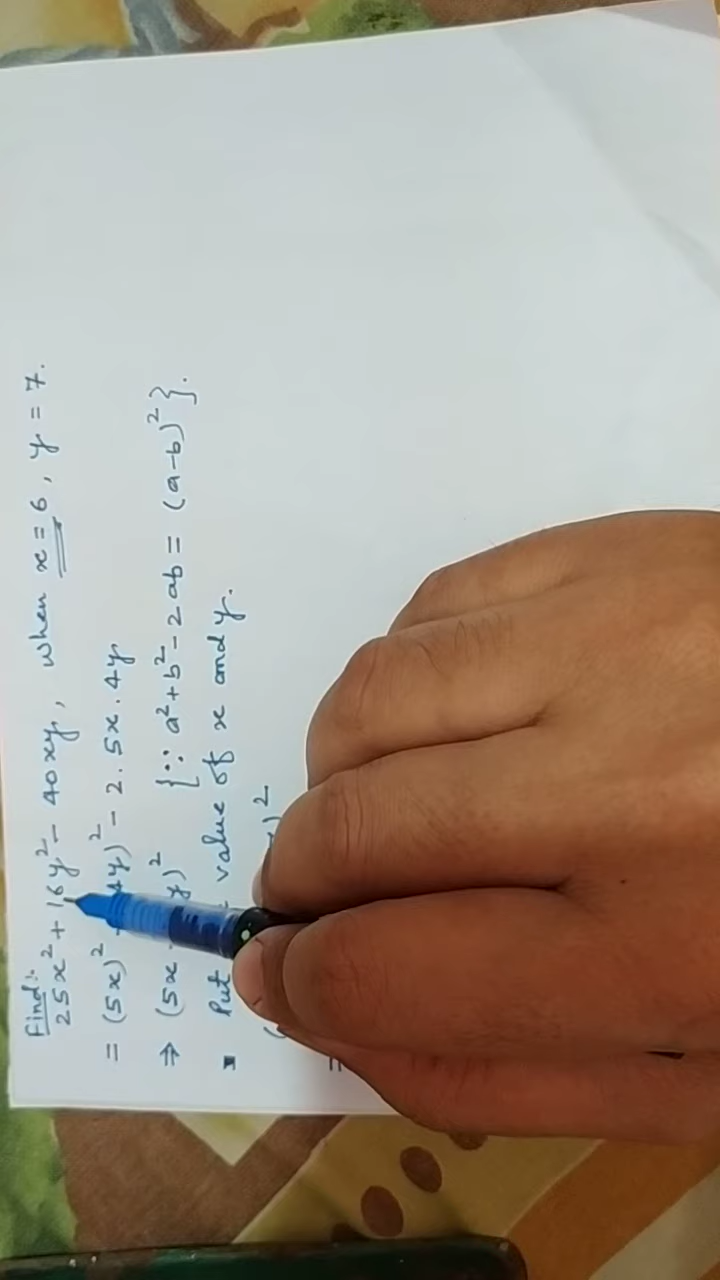 Find:-
25x² + 16y² - 40xy, when x = 6, y = 7.
= (5x)² 4y)² - 2.5x.4y
⇒ (5x y)² {∵ a² + b² - 2ab = (a-b)²}.
Put value of x and y.
( )²
=